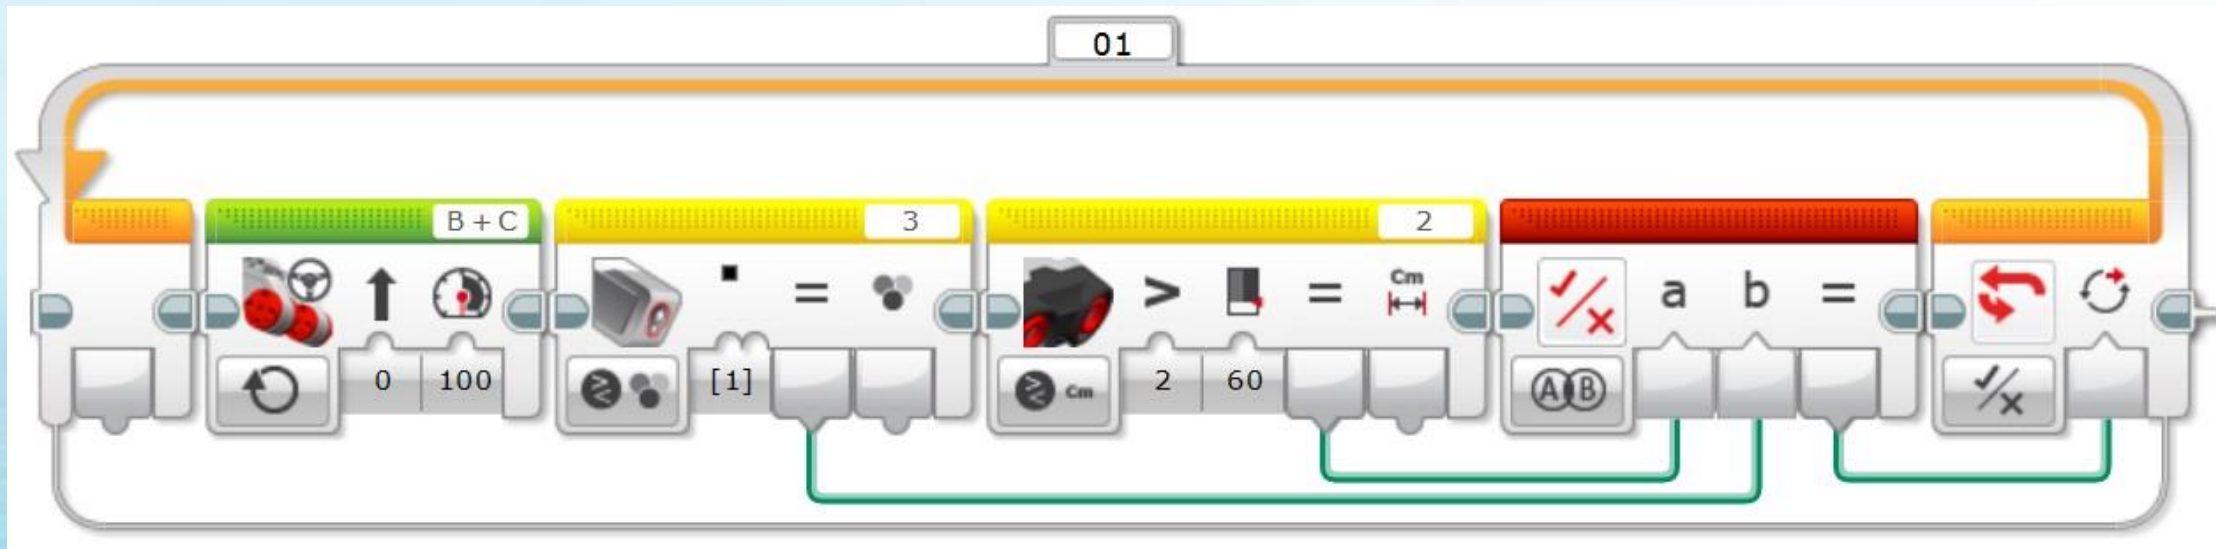 01
B + C 3 2
> = Cm a b =
=
0 100 [1] Cm 2 60 A B